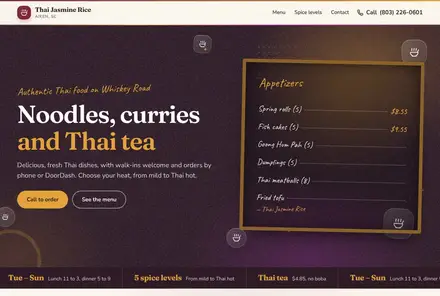 Thai Jasmine Rice
AIKEN, SC
Menu Spice levels Contact Call (803) 226-0601
Authentic Thai Food on Whiskey Road
Noodles, curries
and Thai tea
Delicious, fresh Thai dishes, with walk-ins welcome and orders by
phone or DoorDash. Choose your heat, from mild to Thai hot.
Call to order See the menu
Appetizers
Spring rolls (5) $8.55
Fish cakes (5) $9.55
Goong Hom Pah (5)
Dumplings (5)
Thai meatballs (8)
Fried tofu
– Thai Jasmine Rice
Tue – Sun Lunch 11 to 3, dinner 5 to 9 5 spice levels From mild to Thai hot Thai tea $4.85, no boba Tue – Sun Lunch 11 to 3, d